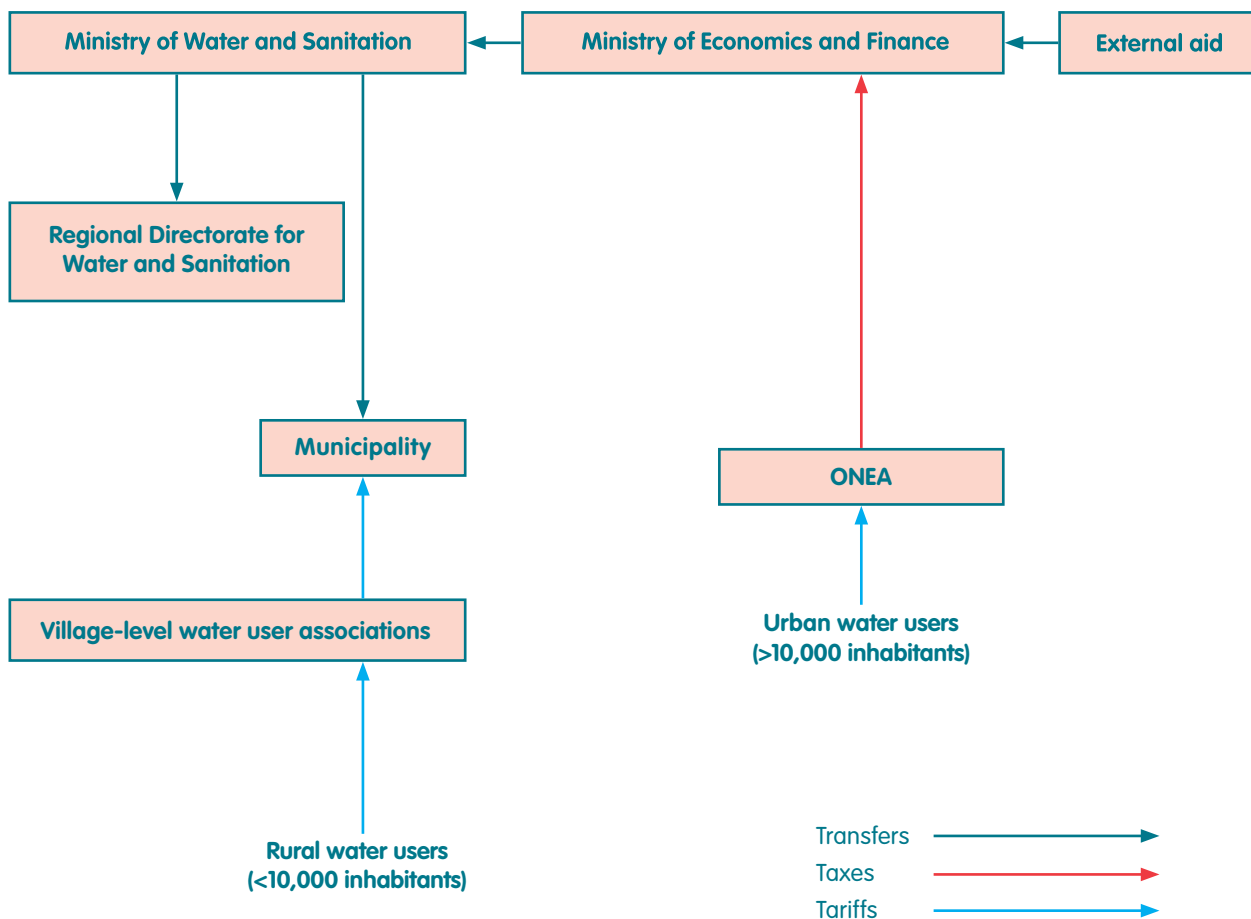 Ministry of Water and Sanitation
Ministry of Economics and Finance
External aid
Regional Directorate for
Water and Sanitation
Municipality
ONEA
Village-level water user associations
Urban water users
(>10,000 inhabitants)
Rural water users
(<10,000 inhabitants)
Transfers
Taxes
Tariffs